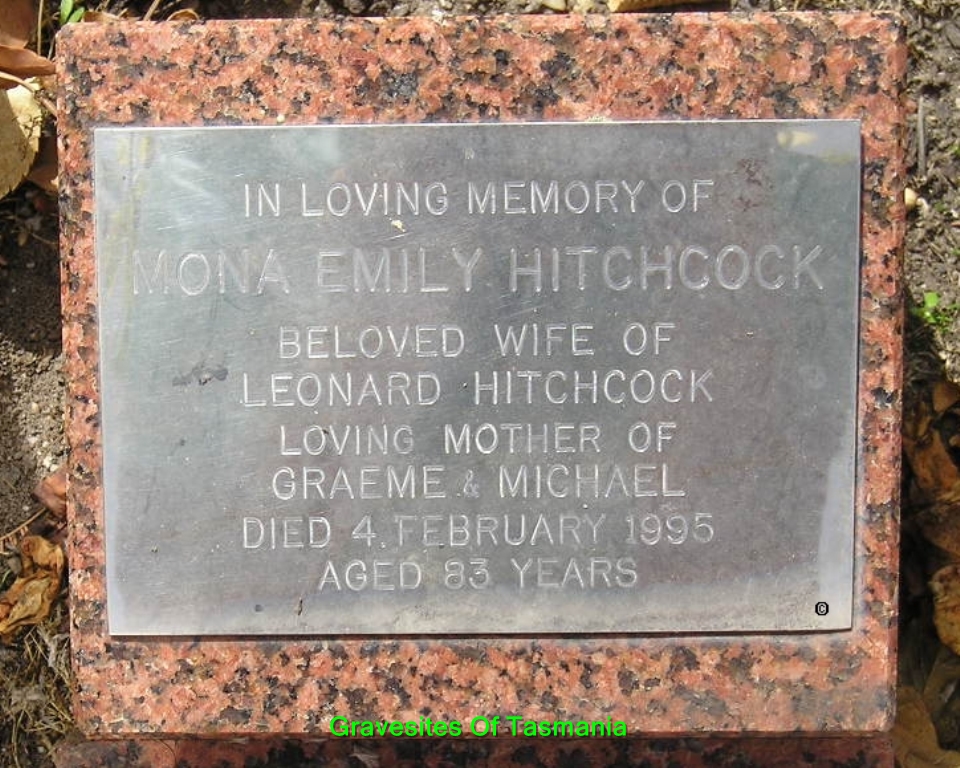 IN LOVING MEMORY OF
MONA EMILY HITCHCOCK
BELOVED WIFE OF
LEONARD HITCHCOCK
LOVING MOTHER OF
GRAEME & MICHAEL
DIED 4. FEBRUARY 1995
AGED 83 YEARS
©
Gravesites Of Tasmania